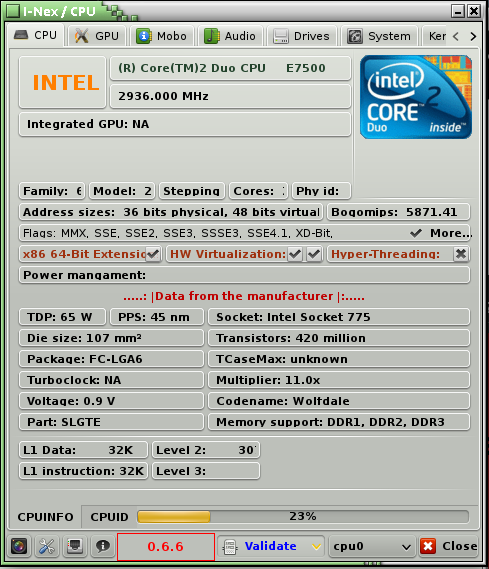 I-Nex / CPU
CPU GPU Mobo Audio Drives System Ker
INTEL
(R) Core(TM)2 Duo CPU E7500
2936.000 MHz
Integrated GPU: NA
intel
CORE 2
Duo inside™
Family: 6 Model: 2 Stepping Cores: Phy id:
Address sizes: 36 bits physical, 48 bits virtual Bogomips: 5871.41
Flags: MMX, SSE, SSE2, SSE3, SSSE3, SSE4.1, XD-Bit, More...
x86 64-Bit Extensio HW Virtualization: Hyper-Threading:
Power mangament:
.....: |Data from the manufacturer |:.....
TDP: 65 W PPS: 45 nm Socket: Intel Socket 775
Die size: 107 mm² Transistors: 420 million
Package: FC-LGA6 TCaseMax: unknown
Turboclock: NA Multiplier: 11.0x
Voltage: 0.9 V Codename: Wolfdale
Part: SLGTE Memory support: DDR1, DDR2, DDR3
L1 Data: 32K Level 2: 30
L1 instruction: 32K Level 3:
CPUINFO CPUID 23%
0.6.6 Validate cpu0 Close